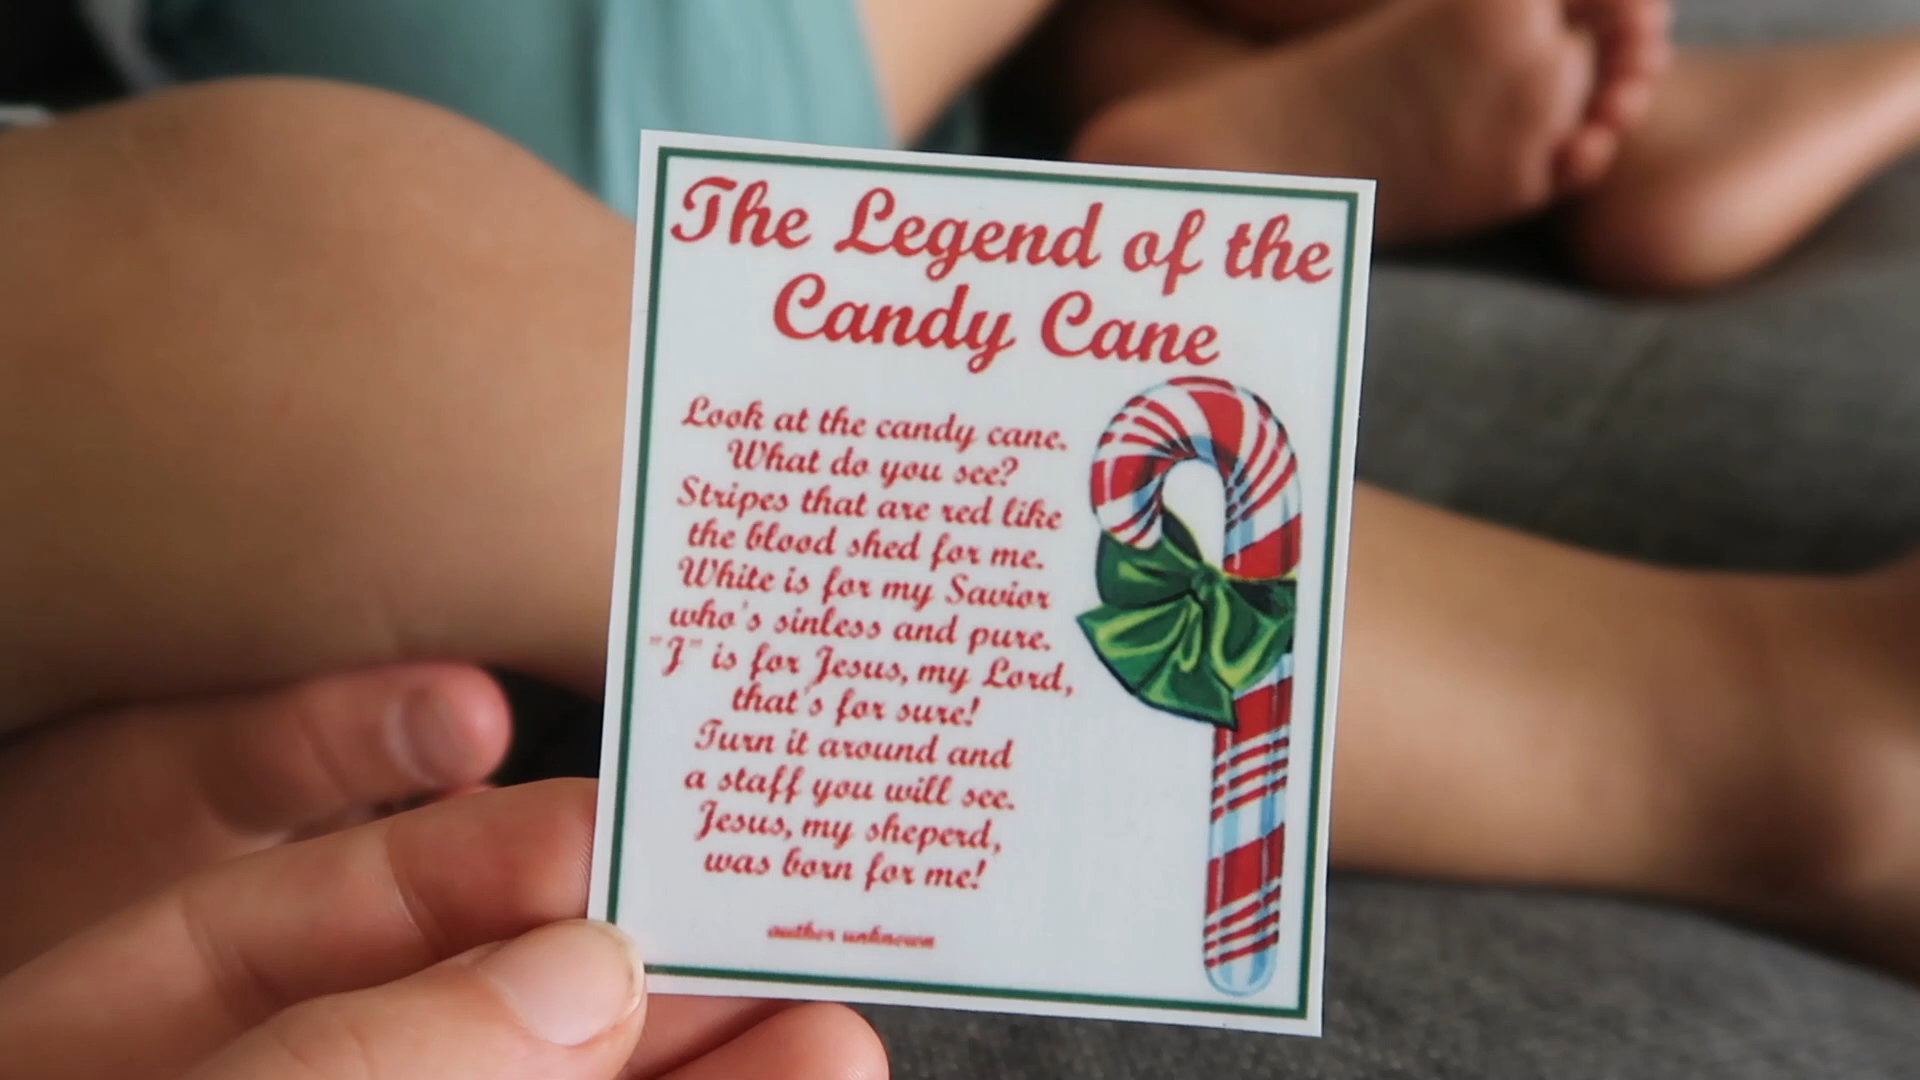 The Legend of the
Candy Cane
Look at the candy cane.
What do you see?
Stripes that are red like
the blood shed for me.
White is for my Savior
who's sinless and pure.
"J" is for Jesus, my Lord,
that's for sure!
Turn it around and
a staff you will see.
Jesus, my sheperd,
was born for me!
author unknown